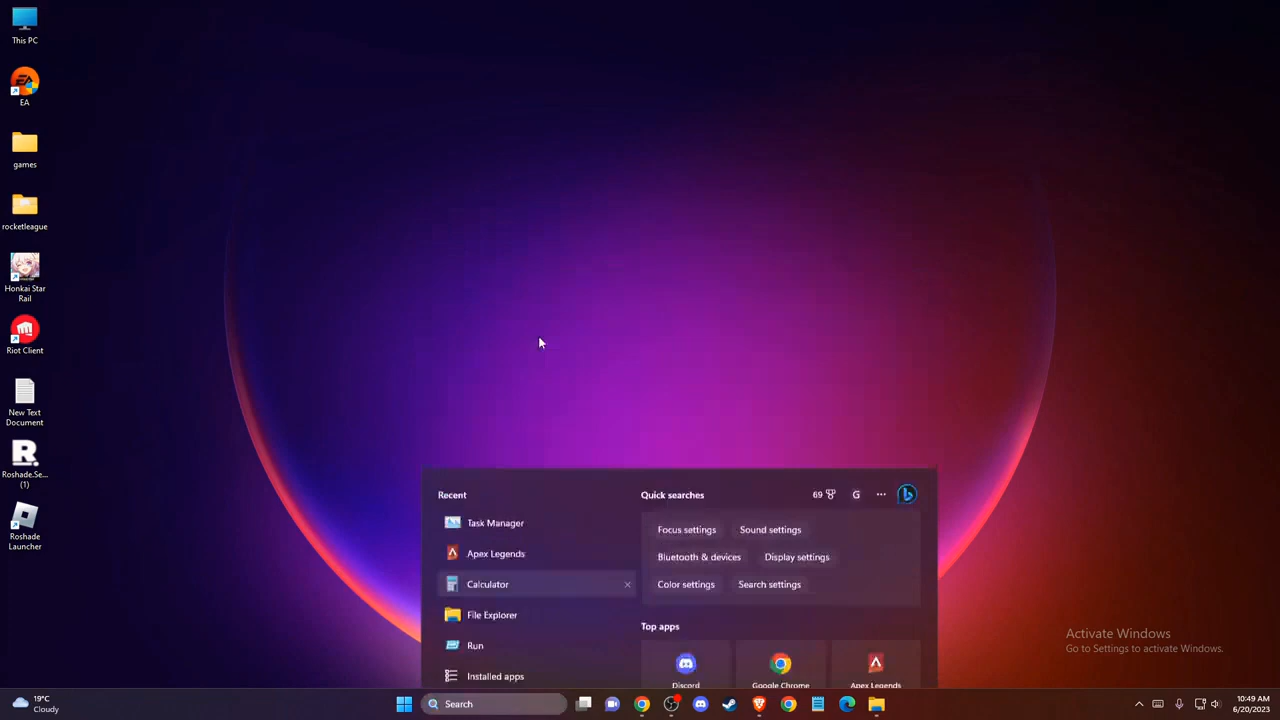 This PC
EA
games
rocketleague
Honkai Star
Rail
Riot Client
New Text
Document
Roshade.Se...
(1)
Roshade
Launcher
Recent
Task Manager
Apex Legends
Calculator
File Explorer
Run
Installed apps
Quick searches
69
G
Focus settings
Sound settings
Bluetooth & devices
Display settings
Color settings
Search settings
Top apps
Discord
Google Chrome
Apex Legends
Activate Windows
Go to Settings to activate Windows.
19°C
Cloudy
Search
10:49 AM
6/20/2023